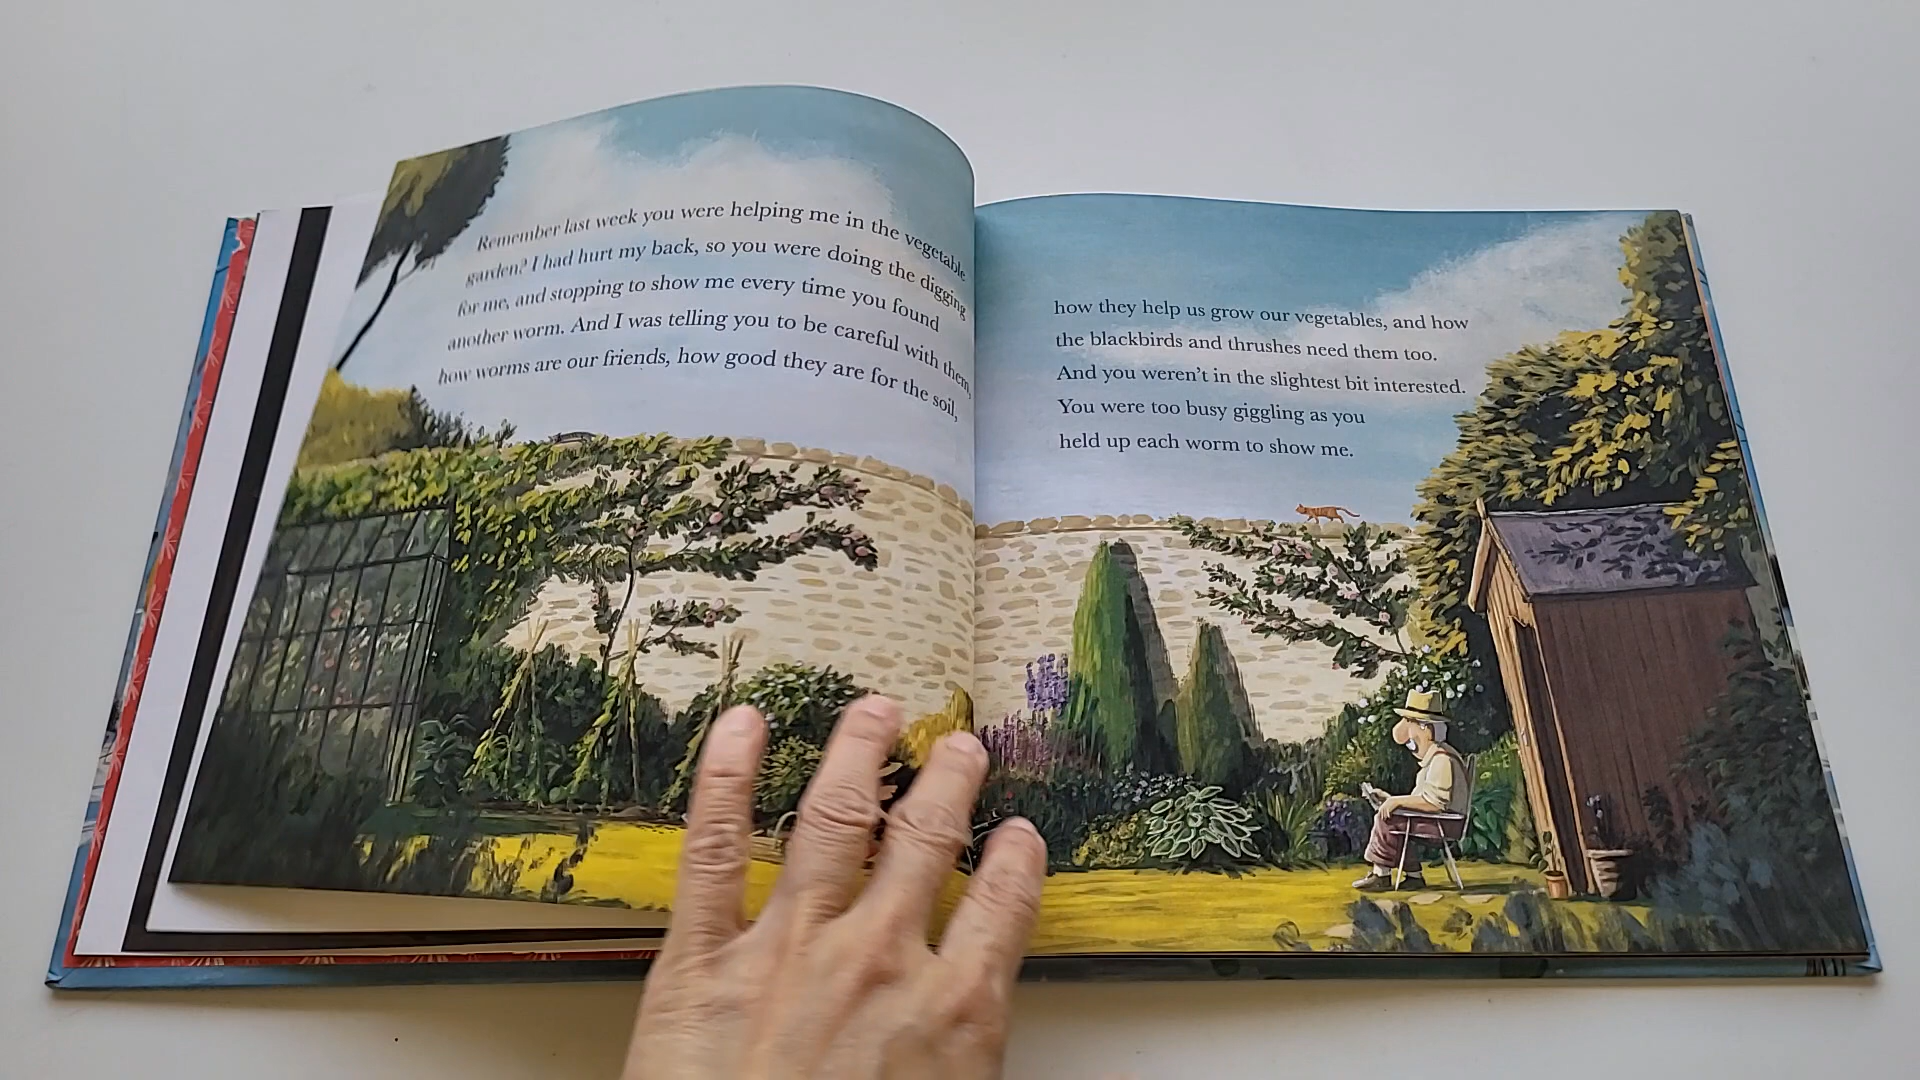 Remember last week you were helping me in the vegetable
garden? I had hurt my back, so you were doing the digging
for me, and stopping to show me every time you found
another worm. And I was telling you to be careful with them,
how worms are our friends, how good they are for the soil,
how they help us grow our vegetables, and how
the blackbirds and thrushes need them too.
And you weren't in the slightest bit interested.
You were too busy giggling as you
held up each worm to show me.